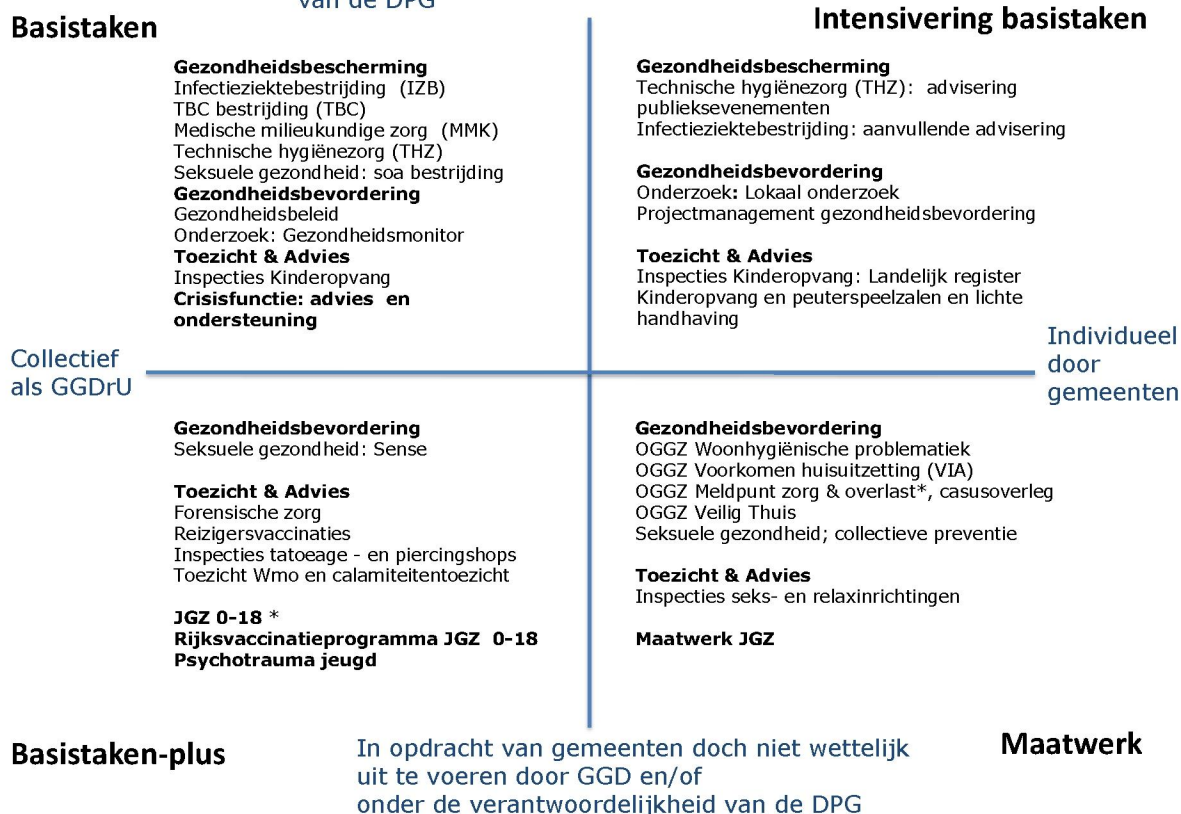 van de DPG
Basistaken
Gezondheidsbescherming
Infectieziektebestrijding (IZB)
TBC bestrijding (TBC)
Medische milieukundige zorg (MMK)
Technische hygiënezorg (THZ)
Seksuele gezondheid: soa bestrijding
Gezondheidsbevordering
Gezondheidsbeleid
Onderzoek: Gezondheidsmonitor
Toezicht & Advies
Inspecties Kinderopvang
Crisisfunctie: advies en
ondersteuning
Intensivering basistaken
Gezondheidsbescherming
Technische hygiënezorg (THZ): advisering
publieksevenementen
Infectieziektebestrijding: aanvullende advisering
Gezondheidsbevordering
Onderzoek: Lokaal onderzoek
Projectmanagement gezondheidsbevordering
Toezicht & Advies
Inspecties Kinderopvang: Landelijk register
Kinderopvang en peuterspeelzalen en lichte
handhaving
Collectief
als GGDrU
Individueel
door
gemeenten
Gezondheidsbevordering
Seksuele gezondheid: Sense
Toezicht & Advies
Forensische zorg
Reizigersvaccinaties
Inspecties tatoeage - en piercingshops
Toezicht Wmo en calamiteitentoezicht
JGZ 0-18 *
Rijksvaccinatieprogramma JGZ 0-18
Psychotrauma jeugd
Gezondheidsbevordering
OGGZ Woonhygiënische problematiek
OGGZ Voorkomen huisuitzetting (VIA)
OGGZ Meldpunt zorg & overlast*, casusoverleg
OGGZ Veilig Thuis
Seksuele gezondheid; collectieve preventie
Toezicht & Advies
Inspecties seks- en relaxinrichtingen
Maatwerk JGZ
Basistaken-plus
In opdracht van gemeenten doch niet wettelijk
uit te voeren door GGD en/of
onder de verantwoordelijkheid van de DPG
Maatwerk